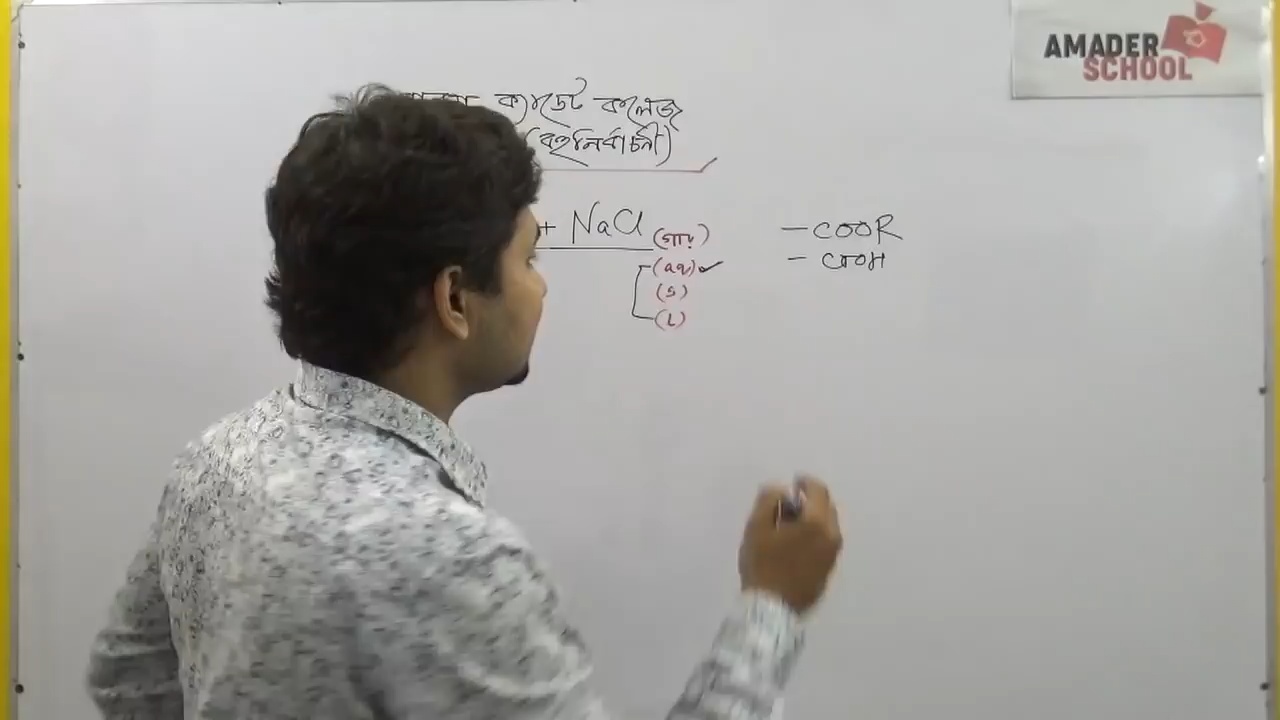 AMADER
SCHOOL
ক্যাডেট কলেজ
(বহুনির্বাচনী)
+ NaCl (গাঢ়)
(aq)✓
(s)
(L)
— COOR
— COOH